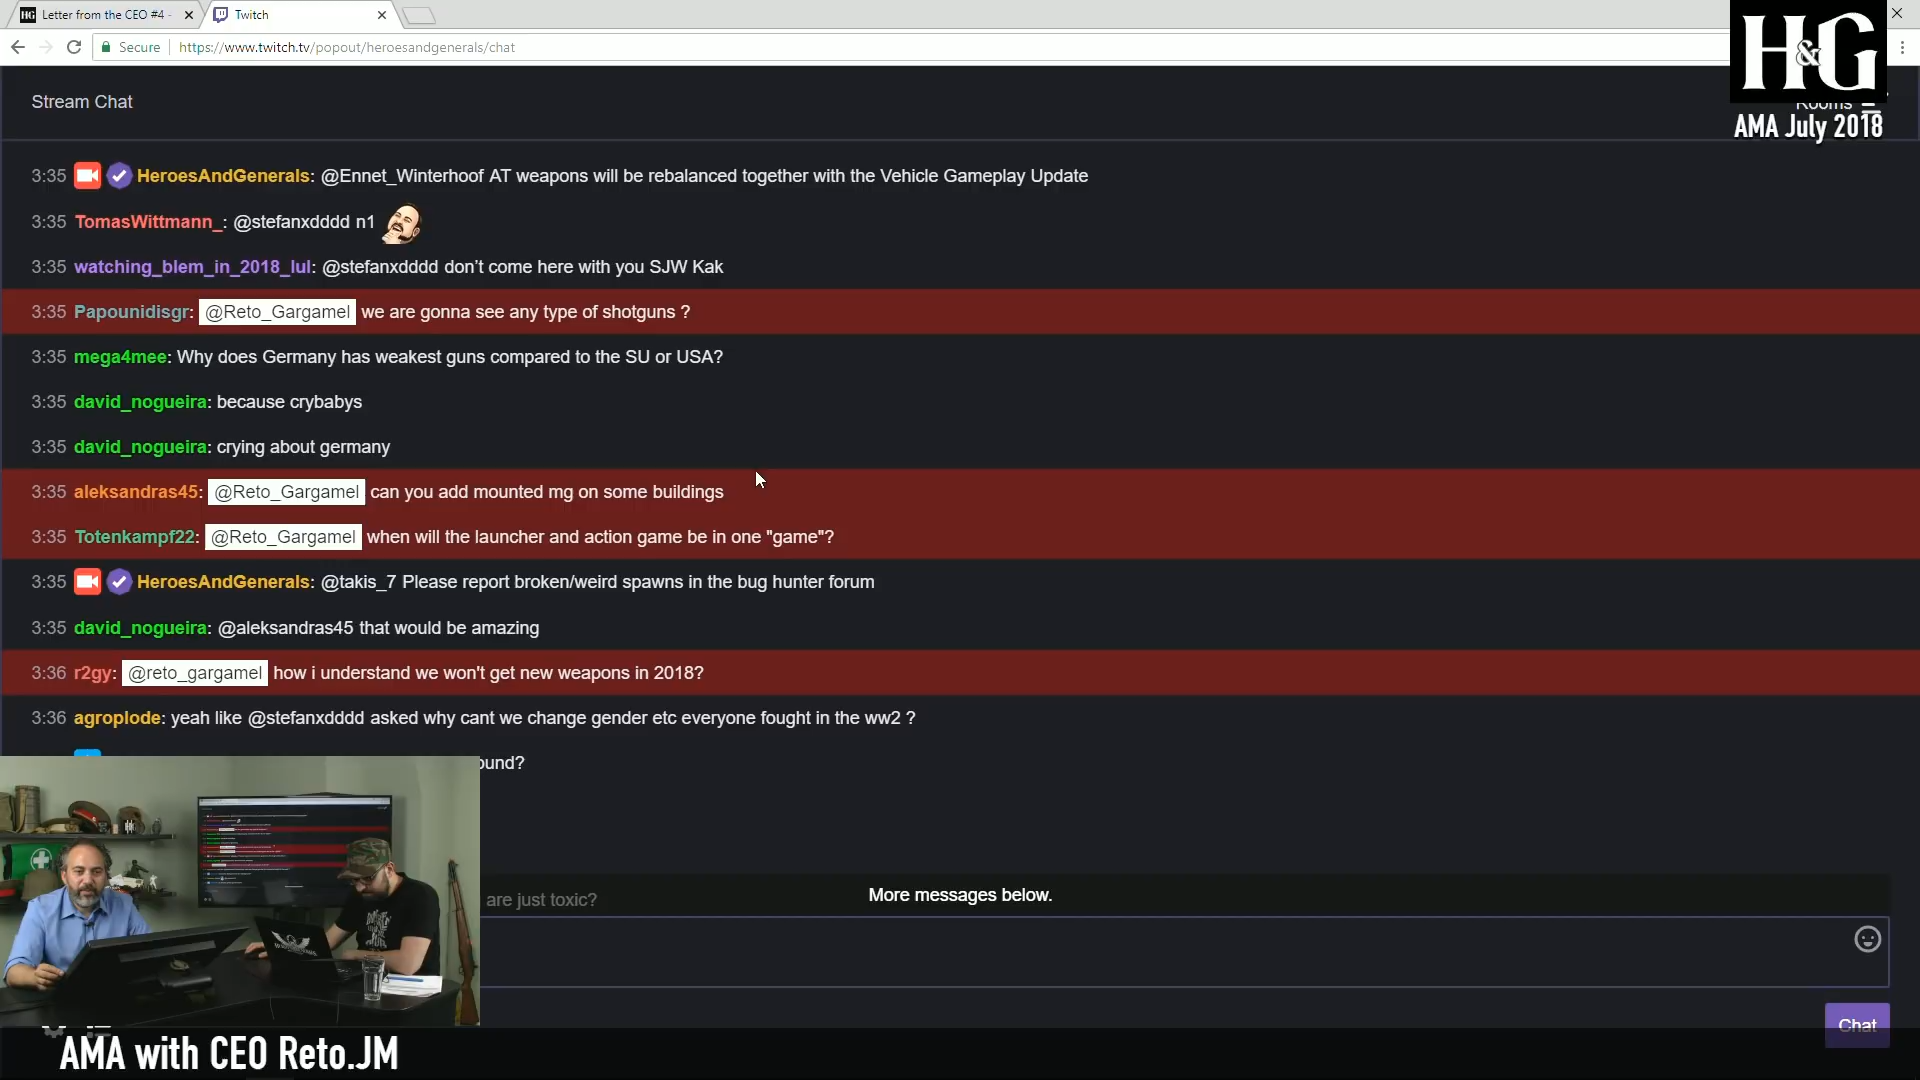 Letter from the CEO #4 -
Twitch
Secure
https://www.twitch.tv/popout/heroesandgenerals/chat
H&G
Stream Chat
Rooms
AMA July 2018
3:35 HeroesAndGenerals: @Ennet_Winterhoof AT weapons will be rebalanced together with the Vehicle Gameplay Update
3:35 TomasWittmann_: @stefanxdddd n1
3:35 watching_blem_in_2018_lul: @stefanxdddd don’t come here with you SJW Kak
3:35 Papounidisgr: @Reto_Gargamel we are gonna see any type of shotguns ?
3:35 mega4mee: Why does Germany has weakest guns compared to the SU or USA?
3:35 david_nogueira: because crybabys
3:35 david_nogueira: crying about germany
3:35 aleksandras45: @Reto_Gargamel can you add mounted mg on some buildings
3:35 Totenkampf22: @Reto_Gargamel when will the launcher and action game be in one "game"?
3:35 HeroesAndGenerals: @takis_7 Please report broken/weird spawns in the bug hunter forum
3:35 david_nogueira: @aleksandras45 that would be amazing
3:36 r2gy: @reto_gargamel how i understand we won't get new weapons in 2018?
3:36 agroplode: yeah like @stefanxdddd asked why cant we change gender etc everyone fought in the ww2 ?
are just toxic?
More messages below.
Chat
AMA with CEO Reto.JM